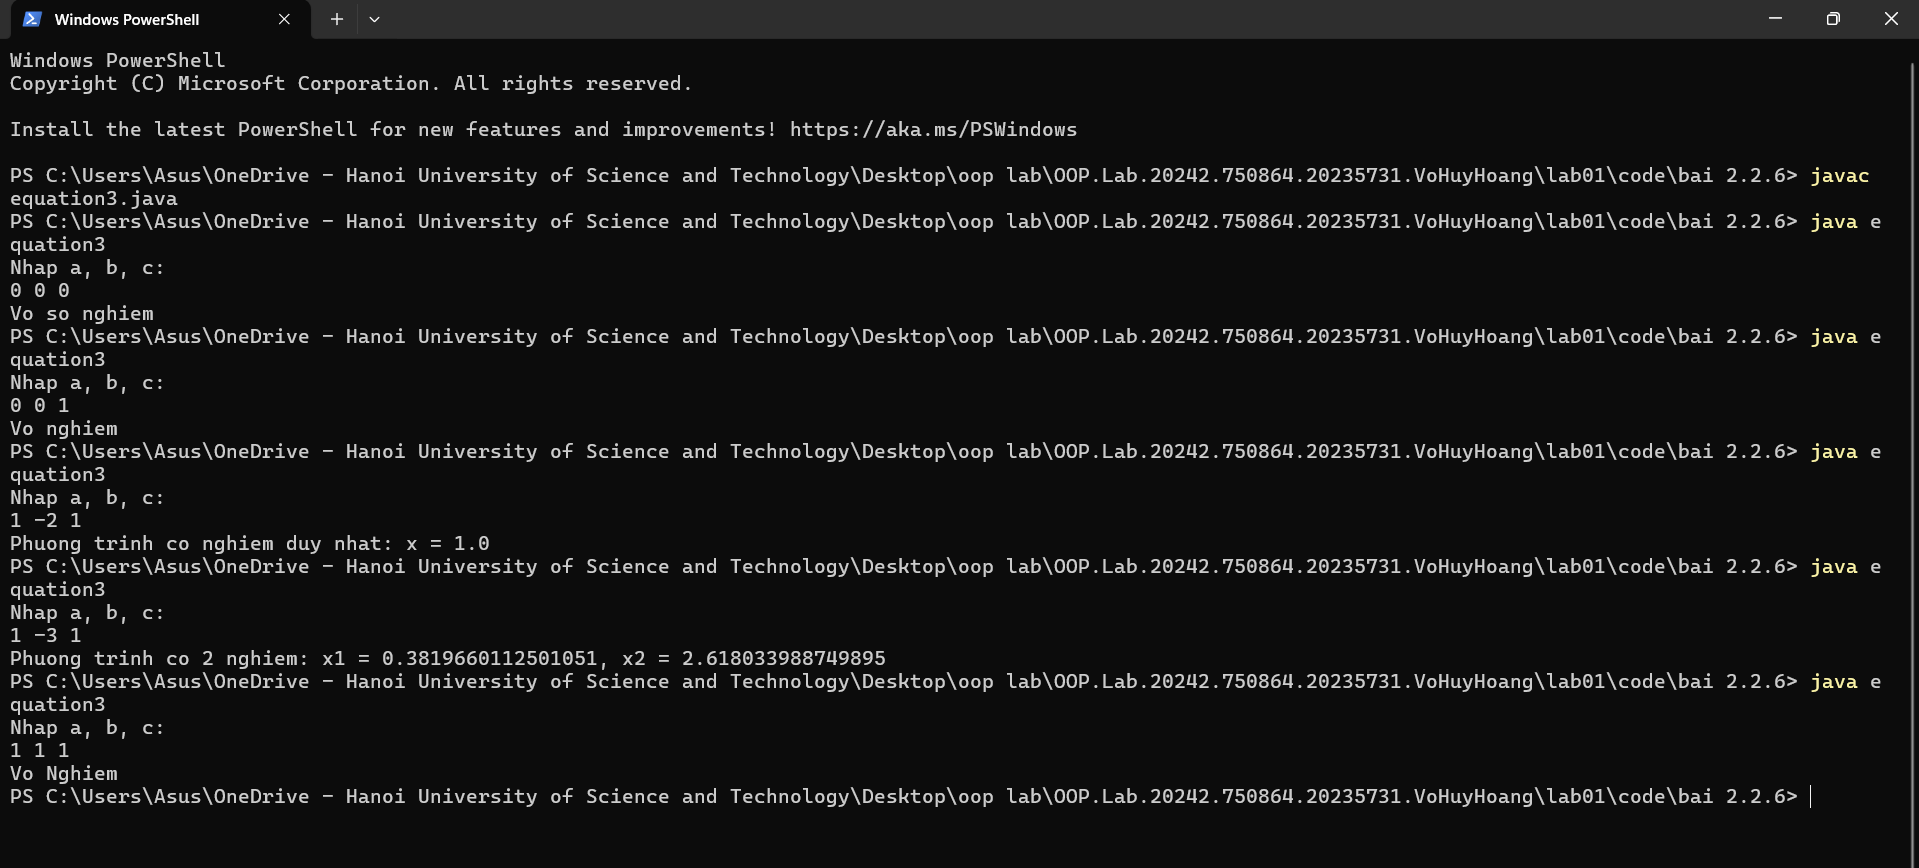 Windows PowerShell
Windows PowerShell
Copyright (C) Microsoft Corporation. All rights reserved.
Install the latest PowerShell for new features and improvements! https://aka.ms/PSWindows
PS C:\Users\Asus\OneDrive - Hanoi University of Science and Technology\Desktop\oop lab\OOP.Lab.20242.750864.20235731.VoHuyHoang\lab01\code\bai 2.2.6> javac
equation3.java
PS C:\Users\Asus\OneDrive - Hanoi University of Science and Technology\Desktop\oop lab\OOP.Lab.20242.750864.20235731.VoHuyHoang\lab01\code\bai 2.2.6> java e
quation3
Nhap a, b, c:
0 0 0
Vo so nghiem
PS C:\Users\Asus\OneDrive - Hanoi University of Science and Technology\Desktop\oop lab\OOP.Lab.20242.750864.20235731.VoHuyHoang\lab01\code\bai 2.2.6> java e
quation3
Nhap a, b, c:
0 0 1
Vo nghiem
PS C:\Users\Asus\OneDrive - Hanoi University of Science and Technology\Desktop\oop lab\OOP.Lab.20242.750864.20235731.VoHuyHoang\lab01\code\bai 2.2.6> java e
quation3
Nhap a, b, c:
1 -2 1
Phuong trinh co nghiem duy nhat: x = 1.0
PS C:\Users\Asus\OneDrive - Hanoi University of Science and Technology\Desktop\oop lab\OOP.Lab.20242.750864.20235731.VoHuyHoang\lab01\code\bai 2.2.6> java e
quation3
Nhap a, b, c:
1 -3 1
Phuong trinh co 2 nghiem: x1 = 0.3819660112501051, x2 = 2.618033988749895
PS C:\Users\Asus\OneDrive - Hanoi University of Science and Technology\Desktop\oop lab\OOP.Lab.20242.750864.20235731.VoHuyHoang\lab01\code\bai 2.2.6> java e
quation3
Nhap a, b, c:
1 1 1
Vo Nghiem
PS C:\Users\Asus\OneDrive - Hanoi University of Science and Technology\Desktop\oop lab\OOP.Lab.20242.750864.20235731.VoHuyHoang\lab01\code\bai 2.2.6>